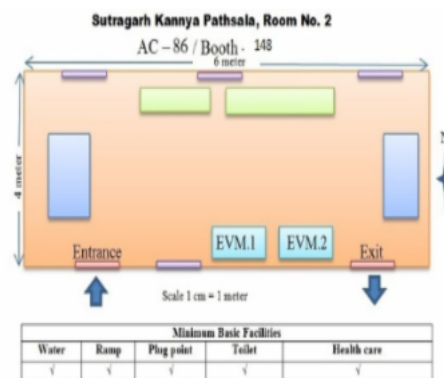 Sutragarh Kannya Pathsala, Room No. 2
AC – 86 / Booth - 148
6 meter
4 meter
EVM.1 EVM.2
Entrance Exit
Scale 1 cm = 1 meter
Minimum Basic Facilities
Water Ramp Plug point Toilet Health care
√ √ √ √ √